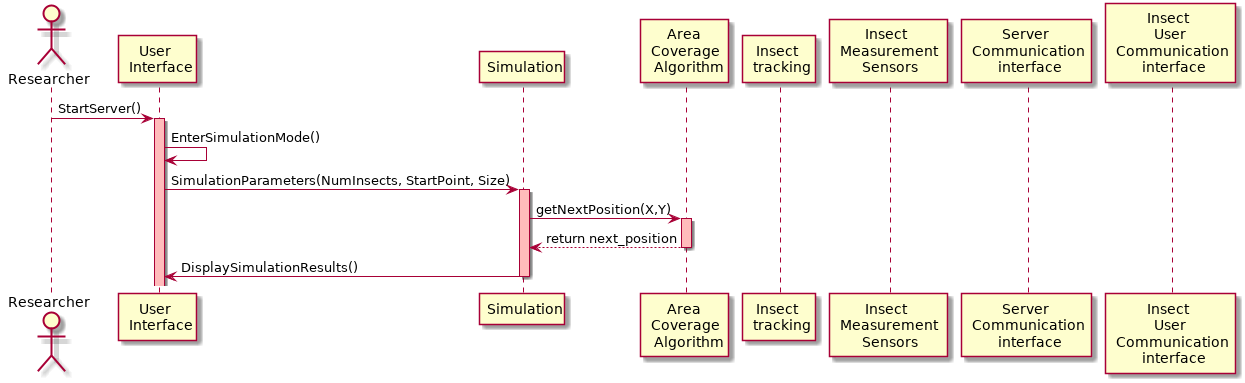 Researcher
User
Interface
Simulation
Area
Coverage
Algorithm
Insect
tracking
Insect
Measurement
Sensors
Server
Communication
interface
Insect
User
Communication
interface
StartServer()
EnterSimulationMode()
SimulationParameters(NumInsects, StartPoint, Size)
getNextPosition(X,Y)
return next_position
DisplaySimulationResults()
Researcher
User
Interface
Simulation
Area
Coverage
Algorithm
Insect
tracking
Insect
Measurement
Sensors
Server
Communication
interface
Insect
User
Communication
interface